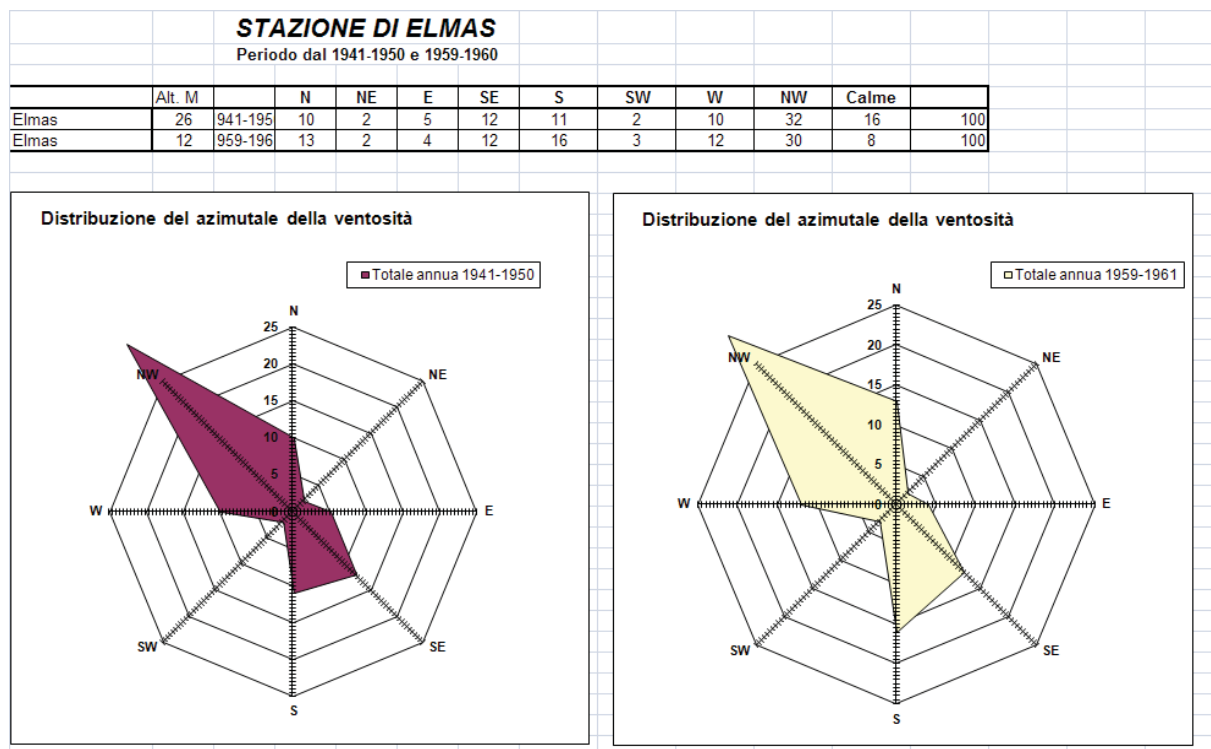 STAZIONE DI ELMAS
Periodo dal 1941-1950 e 1959-1960
Alt. M N NE E SE S SW W NW Calme
Elmas 26 941-195 10 2 5 12 11 2 10 32 16 100
Elmas 12 959-196 13 2 4 12 16 3 12 30 8 100
Distribuzione del azimutale della ventosità
Totale annua 1941-1950
N
25
NE
20
NW
15
10
5
W
0
E
SW
SE
S
Distribuzione del azimutale della ventosità
Totale annua 1959-1961
N
25
NE
20
NW
15
10
5
W
0
E
SW
SE
S